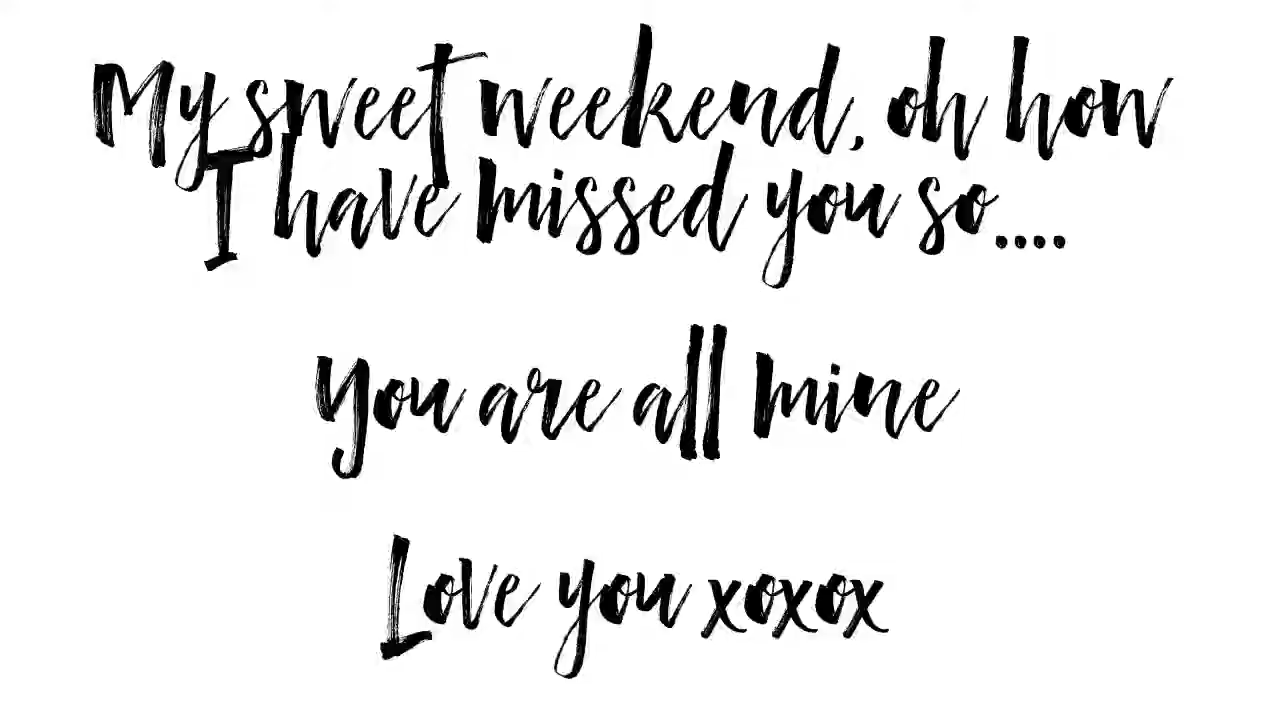 My sweet weekend, oh how
I have missed you so....
You are all mine
Love you xoxox